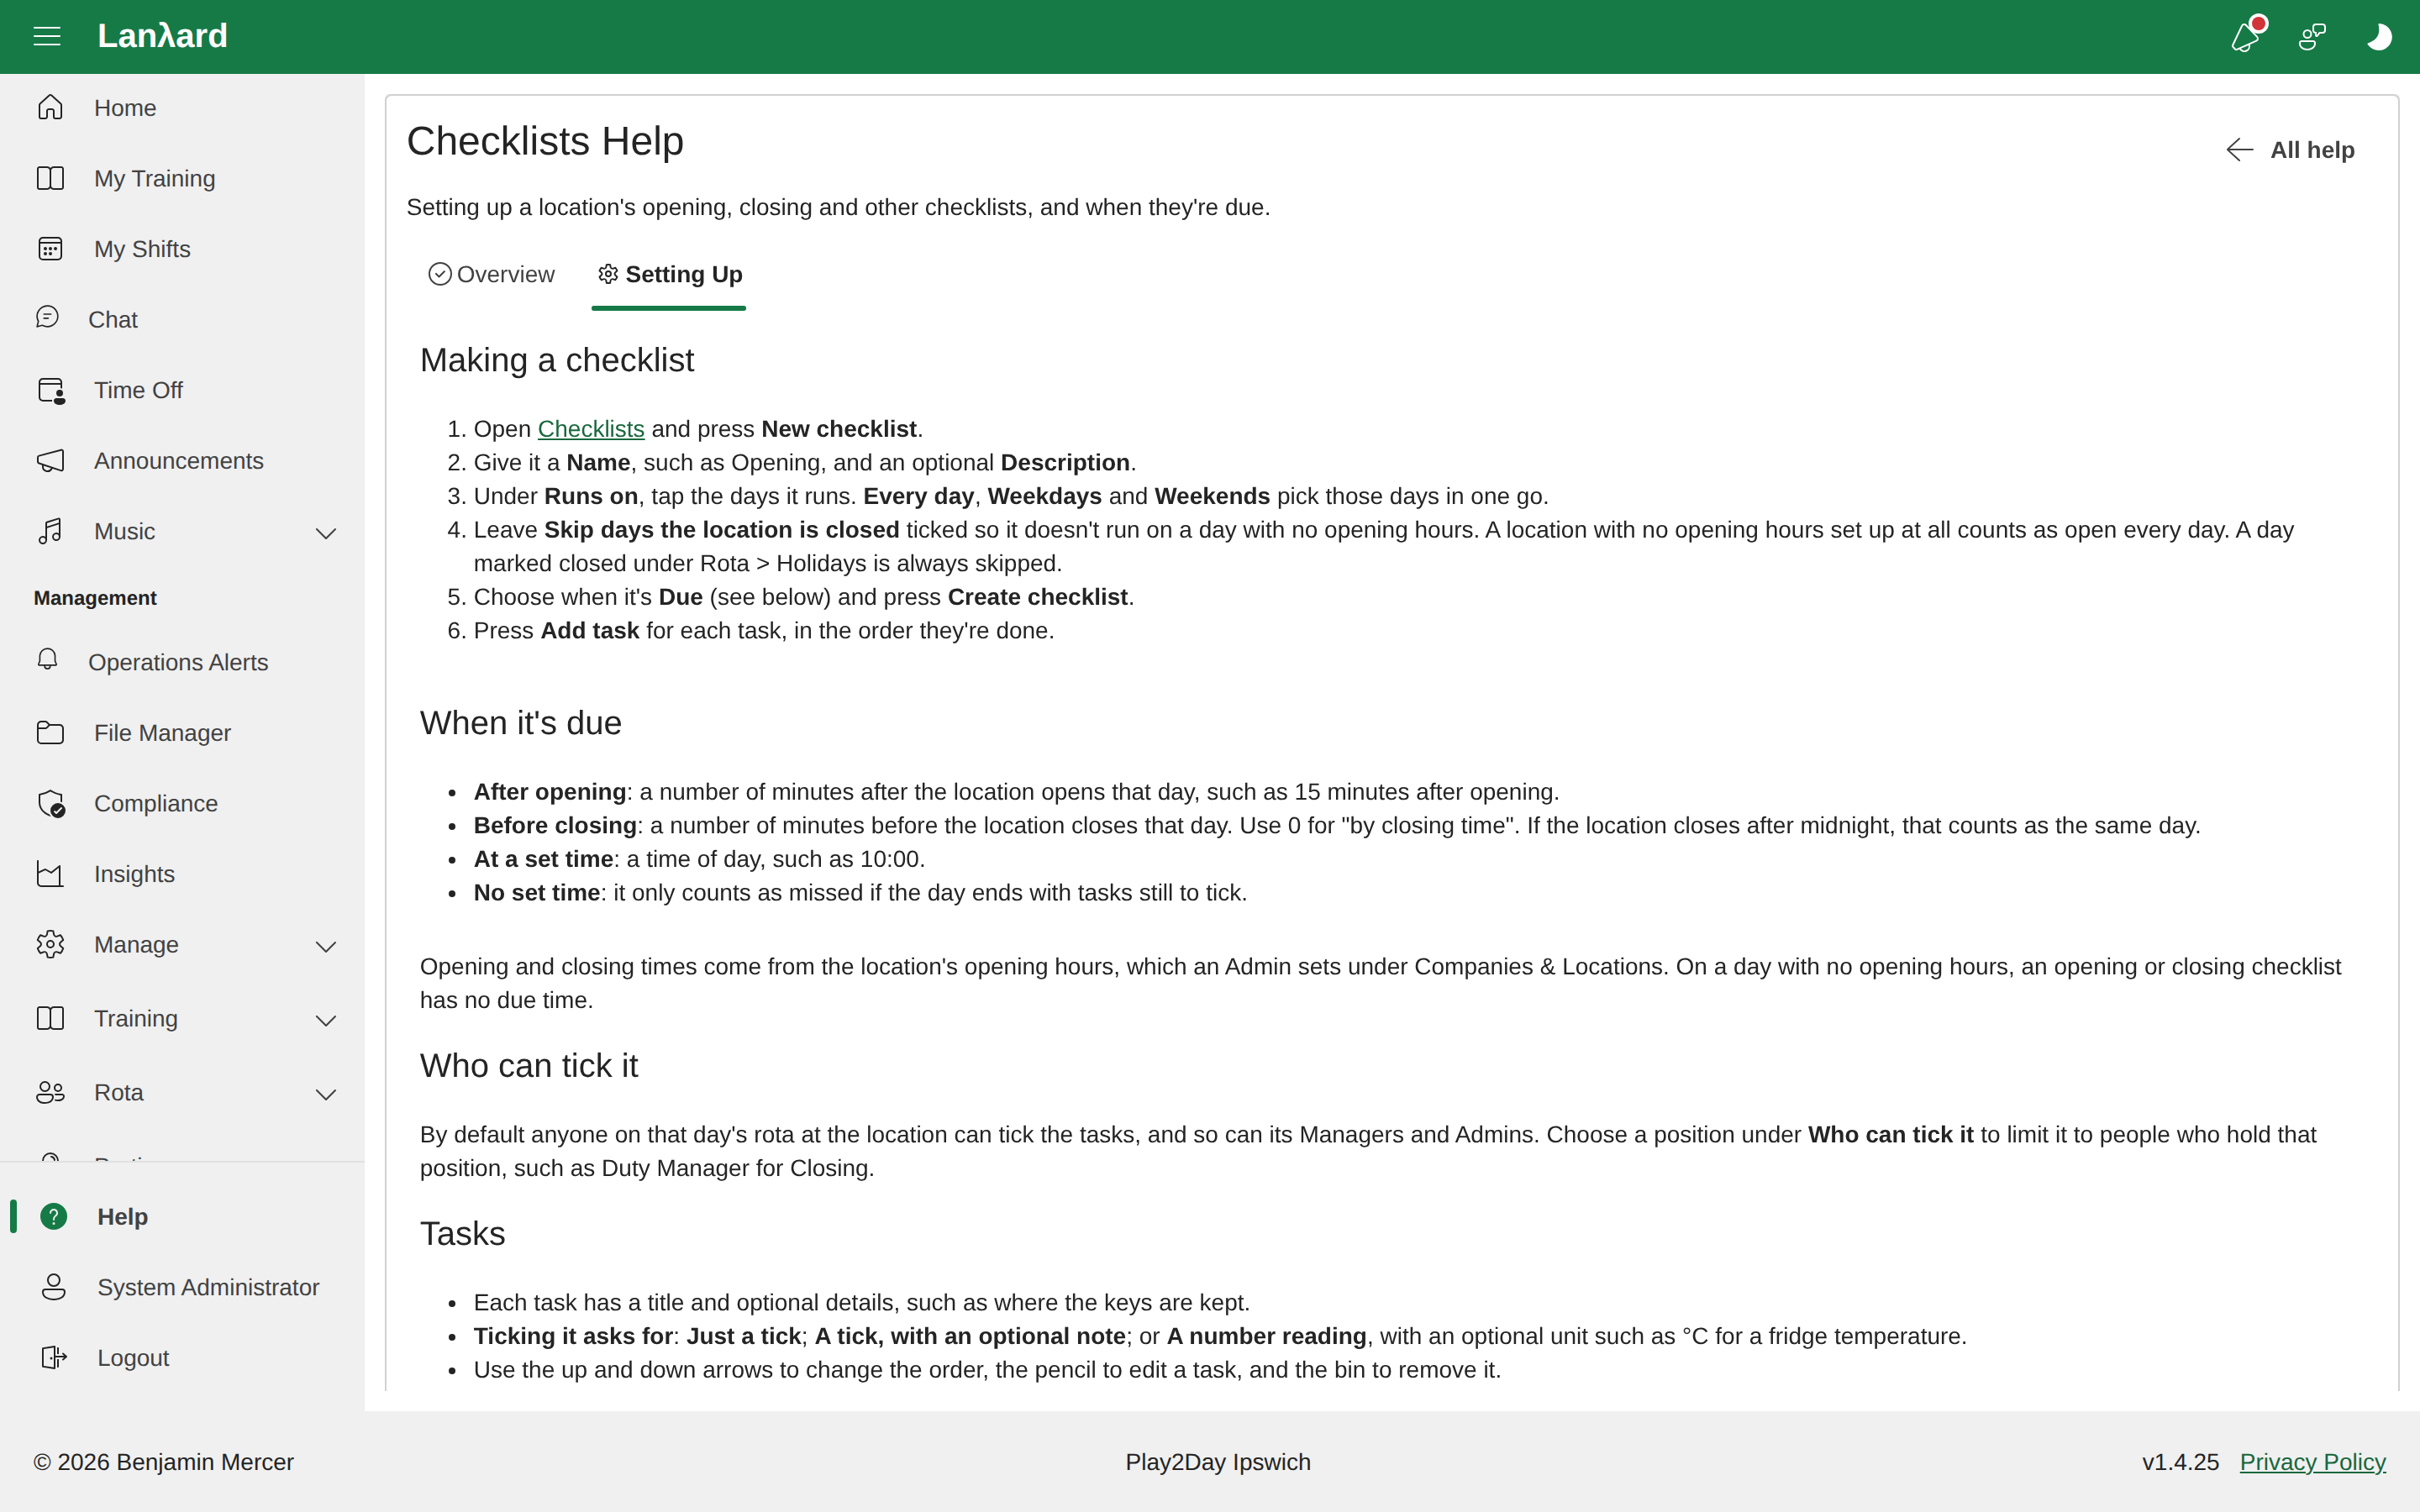 Lanλard
Home
My Training
My Shifts
Chat
Time Off
Announcements
Music
Management
Operations Alerts
File Manager
Compliance
Insights
Manage
Training
Rota
Help
System Administrator
Logout
Checklists Help
All help
Setting up a location's opening, closing and other checklists, and when they're due.
Overview
Setting Up
Making a checklist
1. Open Checklists and press New checklist.
2. Give it a Name, such as Opening, and an optional Description.
3. Under Runs on, tap the days it runs. Every day, Weekdays and Weekends pick those days in one go.
4. Leave Skip days the location is closed ticked so it doesn't run on a day with no opening hours. A location with no opening hours set up at all counts as open every day. A day
marked closed under Rota > Holidays is always skipped.
5. Choose when it's Due (see below) and press Create checklist.
6. Press Add task for each task, in the order they're done.
When it's due
• After opening: a number of minutes after the location opens that day, such as 15 minutes after opening.
• Before closing: a number of minutes before the location closes that day. Use 0 for "by closing time". If the location closes after midnight, that counts as the same day.
• At a set time: a time of day, such as 10:00.
• No set time: it only counts as missed if the day ends with tasks still to tick.
Opening and closing times come from the location's opening hours, which an Admin sets under Companies & Locations. On a day with no opening hours, an opening or closing checklist
has no due time.
Who can tick it
By default anyone on that day's rota at the location can tick the tasks, and so can its Managers and Admins. Choose a position under Who can tick it to limit it to people who hold that
position, such as Duty Manager for Closing.
Tasks
• Each task has a title and optional details, such as where the keys are kept.
• Ticking it asks for: Just a tick; A tick, with an optional note; or A number reading, with an optional unit such as °C for a fridge temperature.
• Use the up and down arrows to change the order, the pencil to edit a task, and the bin to remove it.
© 2026 Benjamin Mercer
Play2Day Ipswich
v1.4.25 Privacy Policy